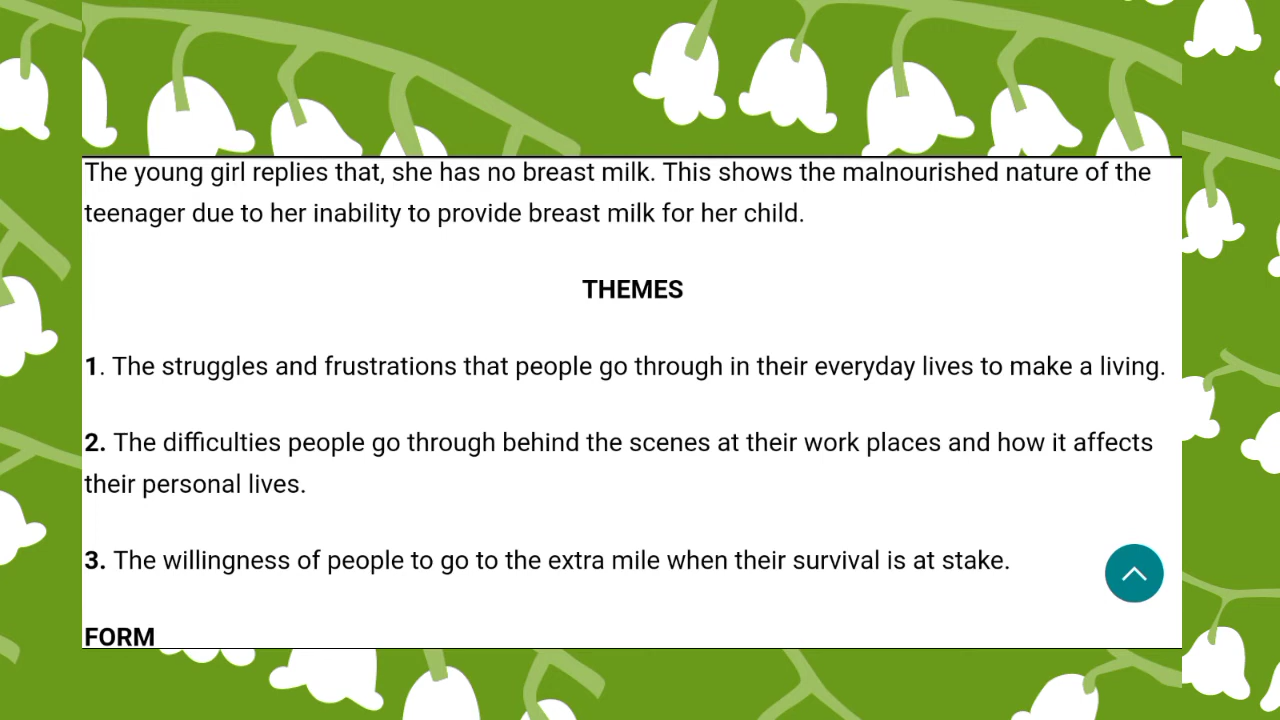 The young girl replies that, she has no breast milk. This shows the malnourished nature of the
teenager due to her inability to provide breast milk for her child.
THEMES
1. The struggles and frustrations that people go through in their everyday lives to make a living.
2. The difficulties people go through behind the scenes at their work places and how it affects
their personal lives.
3. The willingness of people to go to the extra mile when their survival is at stake.
FORM